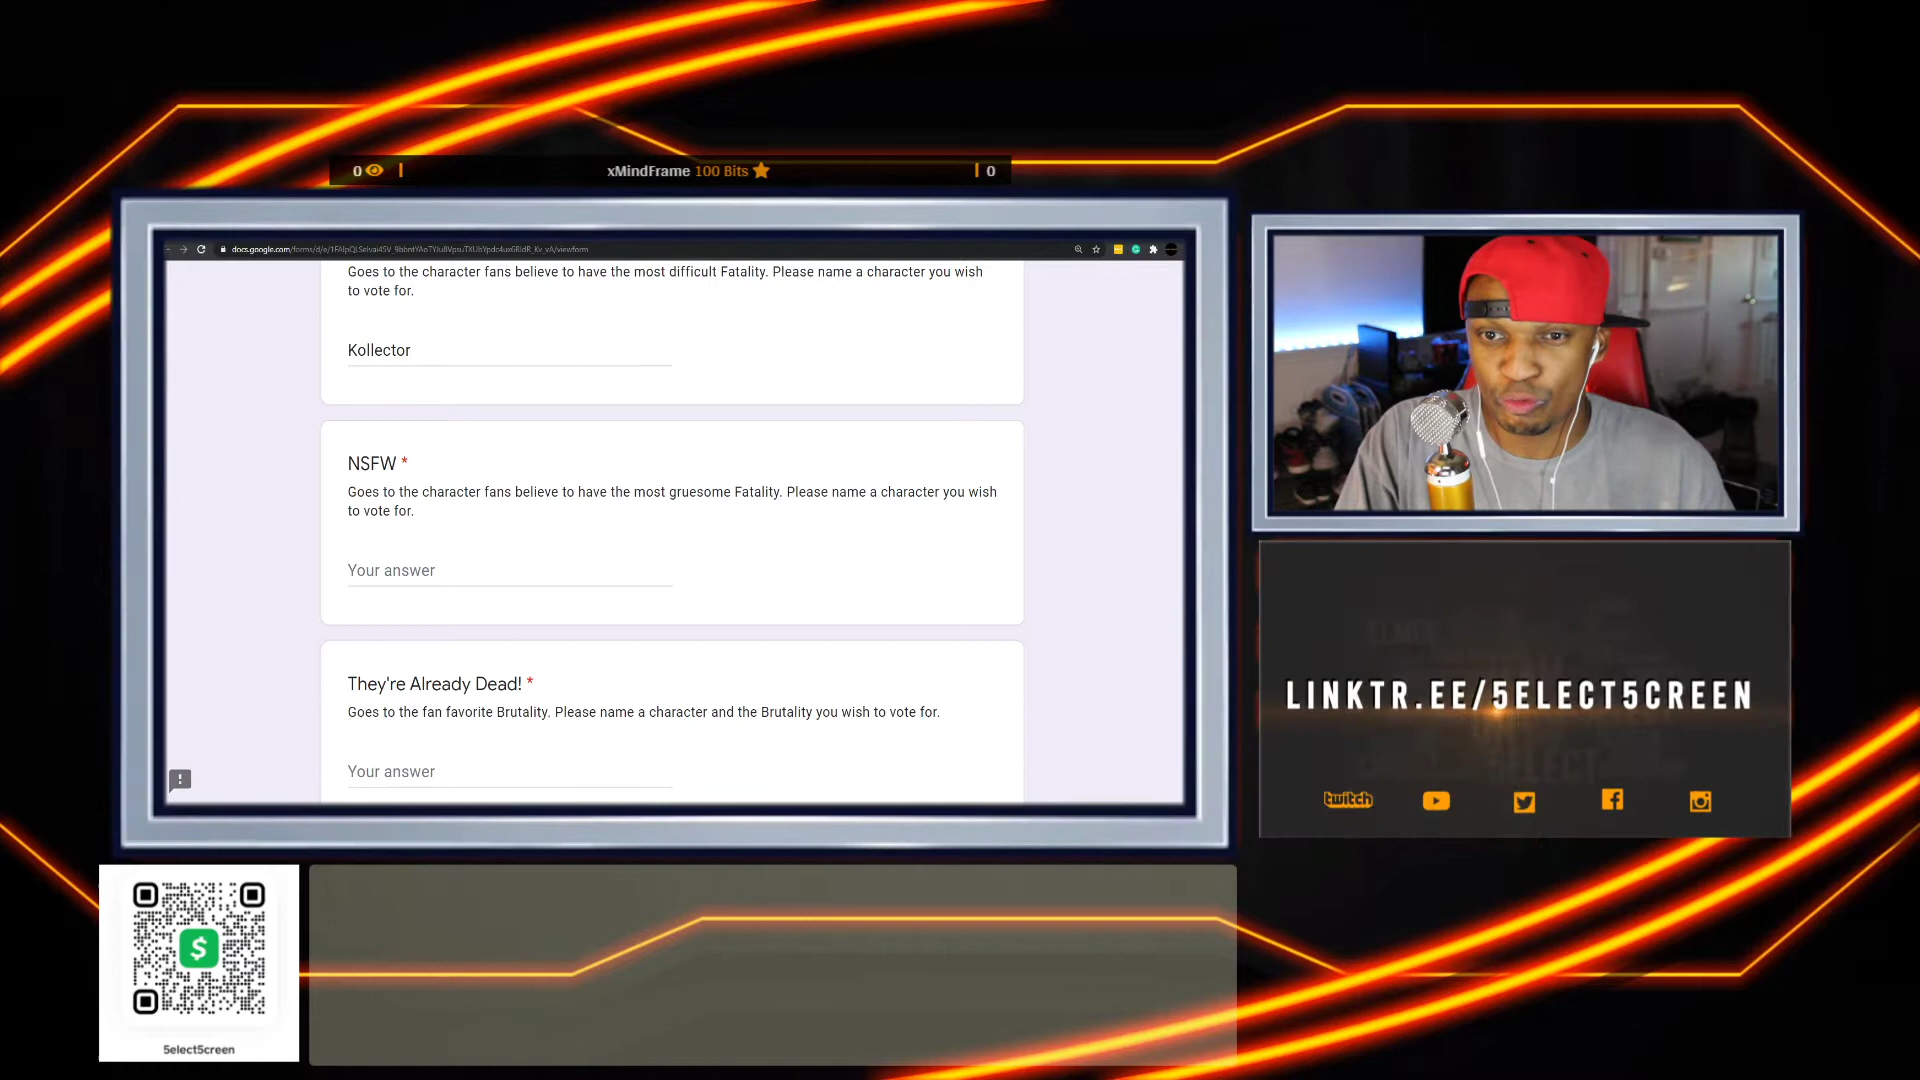 0
xMindFrame 100 Bits
0
Goes to the character fans believe to have the most difficult Fatality. Please name a character you wish
to vote for.
Kollector
NSFW *
Goes to the character fans believe to have the most gruesome Fatality. Please name a character you wish
to vote for.
Your answer
They're Already Dead! *
Goes to the fan favorite Brutality. Please name a character and the Brutality you wish to vote for.
Your answer
!
LINKTR.EE/5ELECT5CREEN
twitch
$
5elect5creen